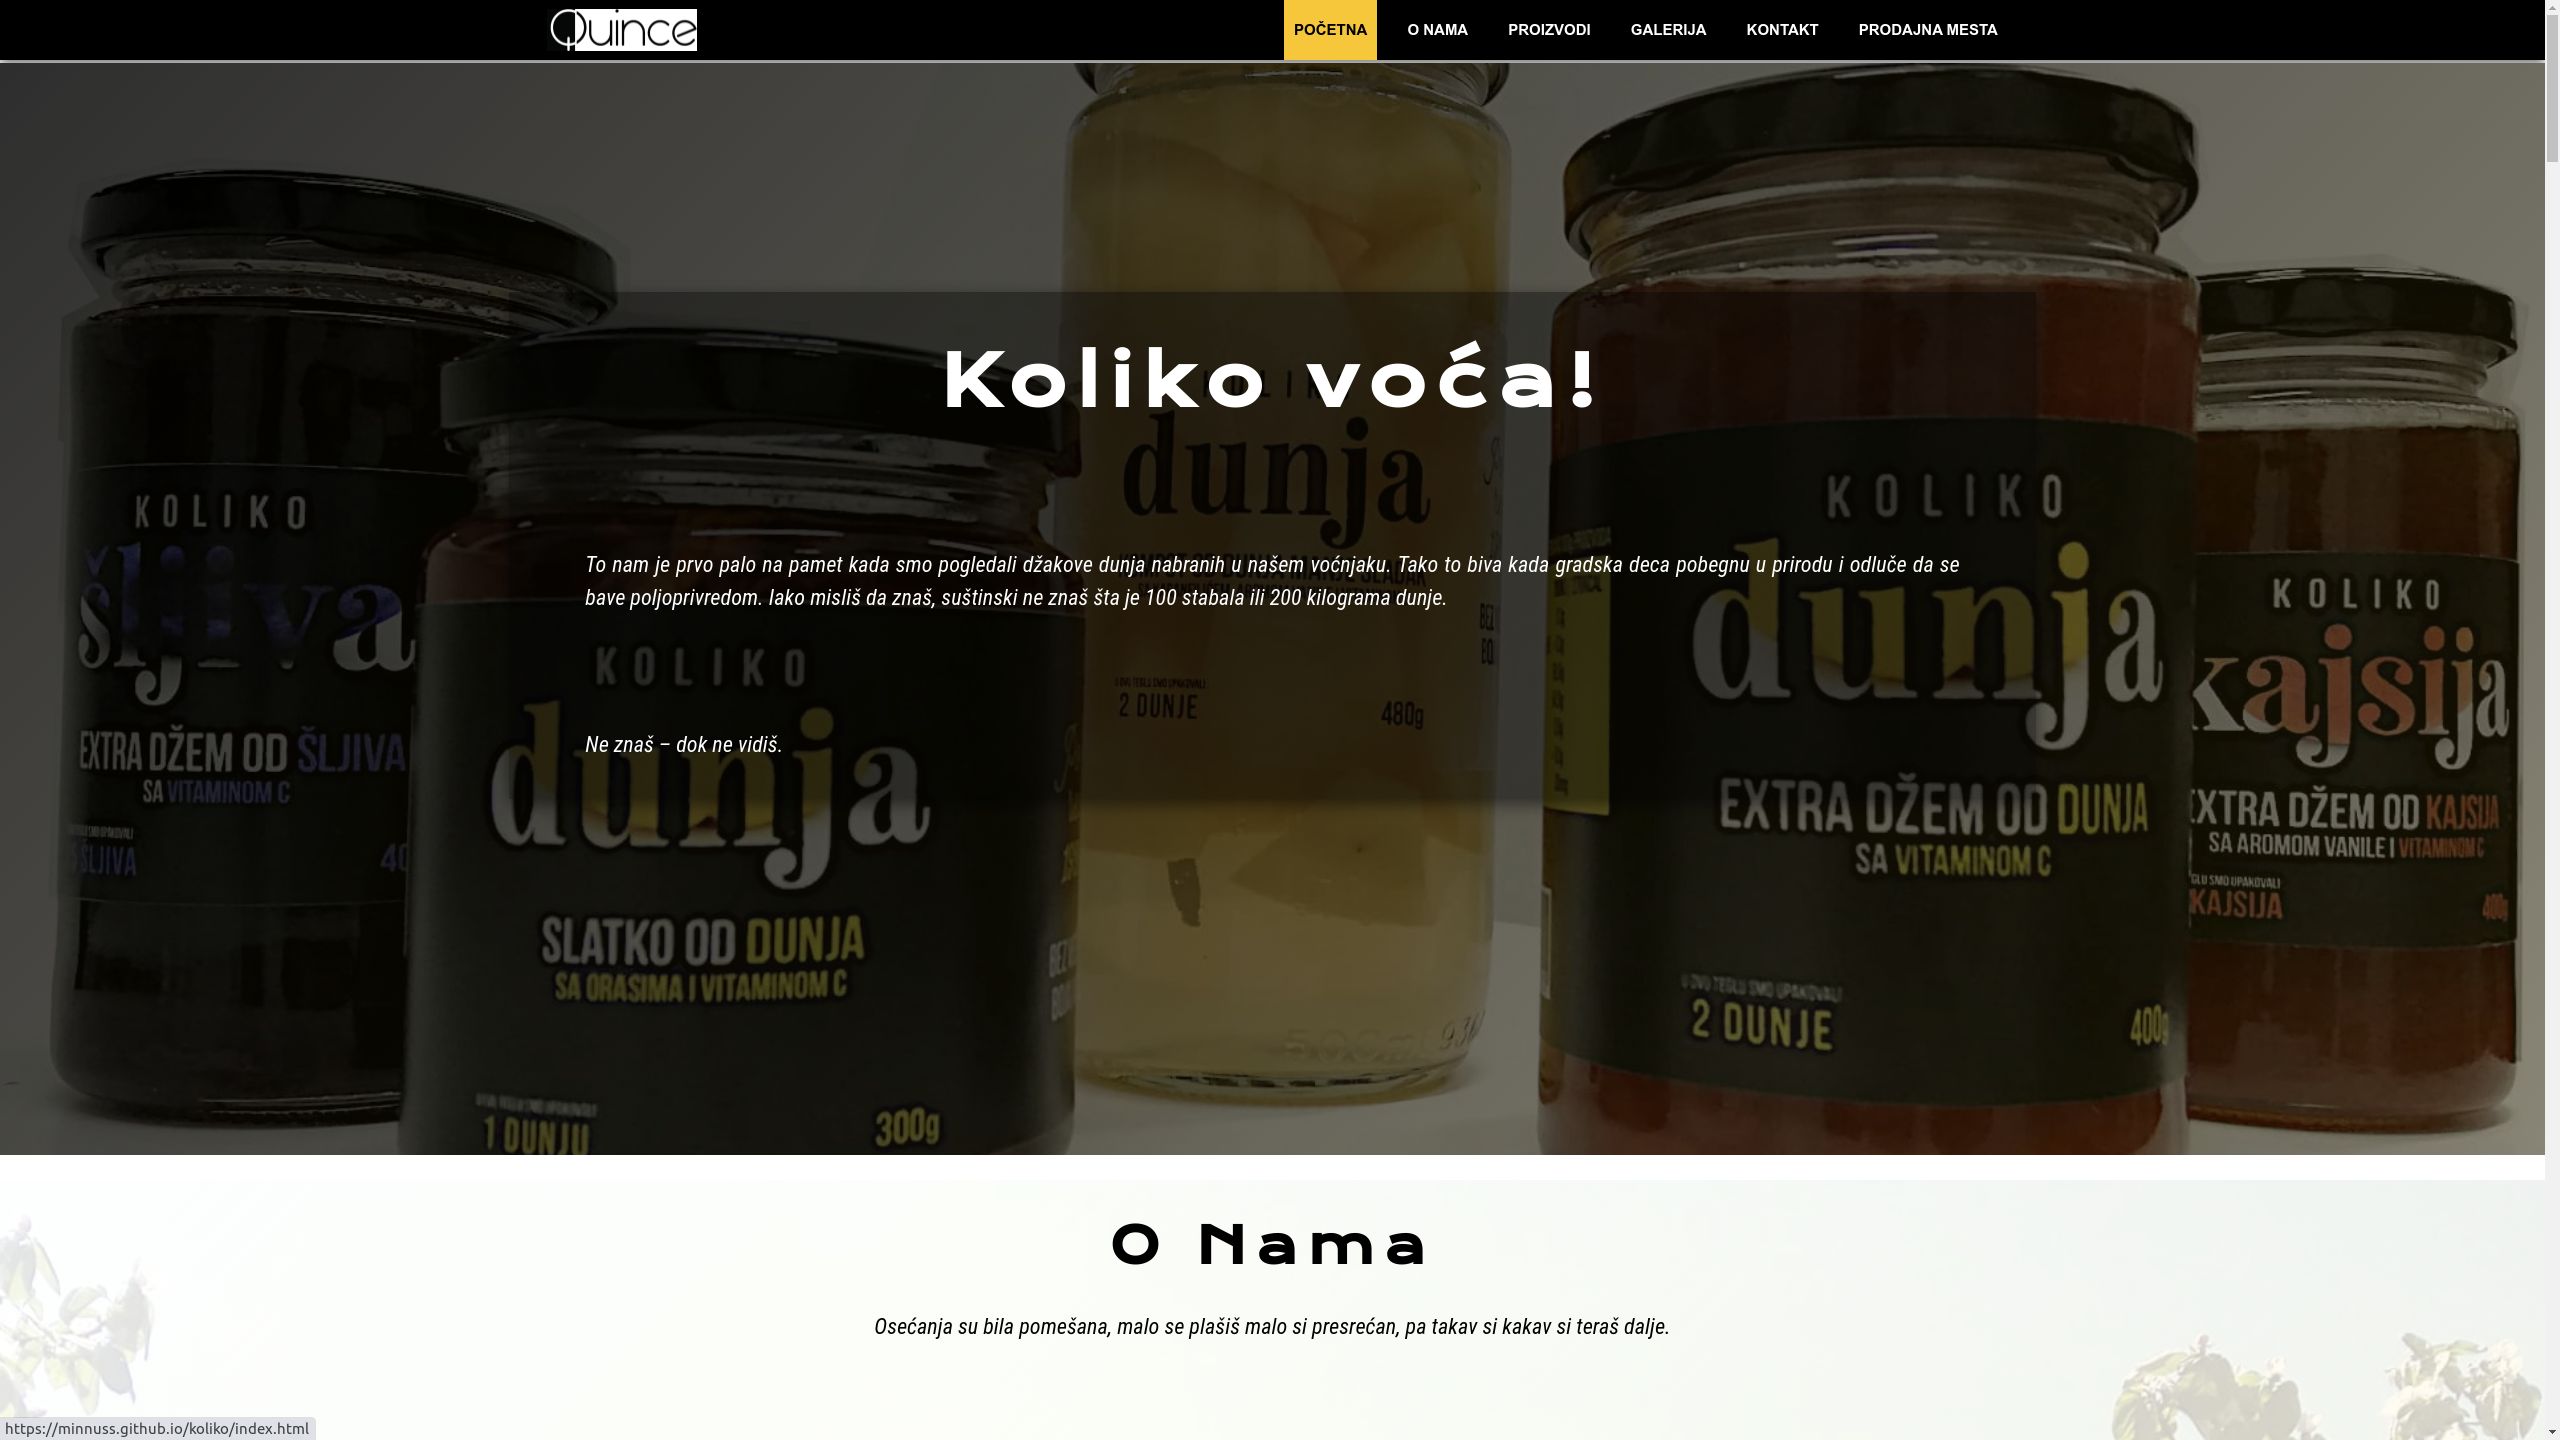 Quince
POČETNA
O NAMA
PROIZVODI
GALERIJA
KONTAKT
PRODAJNA MESTA
Koliko voća!
To nam je prvo palo na pamet kada smo pogledali džakove dunja nabranih u našem voćnjaku. Tako to biva kada gradska deca pobegnu u prirodu i odluče da se
bave poljoprivredom. Iako misliš da znaš, suštinski ne znaš šta je 100 stabala ili 200 kilograma dunje.
Ne znaš – dok ne vidiš.
KOLIKO
šljiva
EXTRA DŽEM OD ŠLJIVA
SA VITAMINOM C
ŠLJIVA
KOLIKO
dunja
SLATKO OD DUNJA
SA ORASIMA I VITAMINOM C
1 DUNJU
300g
KOLIKO
dunja
2 DUNJE
480g
KOLIKO
dunja
EXTRA DŽEM OD DUNJA
SA VITAMINOM C
U OVU TEGLU SMO UPAKOVALI
2 DUNJE
400g
KOLIKO
kajsija
EXTRA DŽEM OD KAJSIJA
SA AROMOM VANILE I VITAMINOM C
KAJSIJA
400g
O Nama
Osećanja su bila pomešana, malo se plašiš malo si presrećan, pa takav si kakav si teraš dalje.
https://minnuss.github.io/koliko/index.html